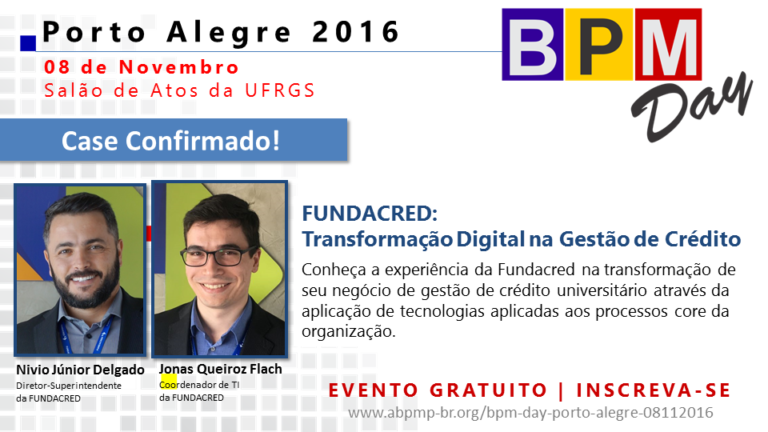 Porto Alegre 2016
08 de Novembro
Salão de Atos da UFRGS
BPM
Day
Case Confirmado!
FUNDACRED:
Transformação Digital na Gestão de Crédito
Conheça a experiência da Fundacred na transformação de
seu negócio de gestão de crédito universitário através da
aplicação de tecnologias aplicadas aos processos core da
organização.
Nivio Júnior Delgado
Diretor-Superintendente
da FUNDACRED
Jonas Queiroz Flach
Coordenador de TI
da FUNDACRED
EVENTO GRATUITO | INSCREVA-SE
www.abpmp-br.org/bpm-day-porto-alegre-08112016